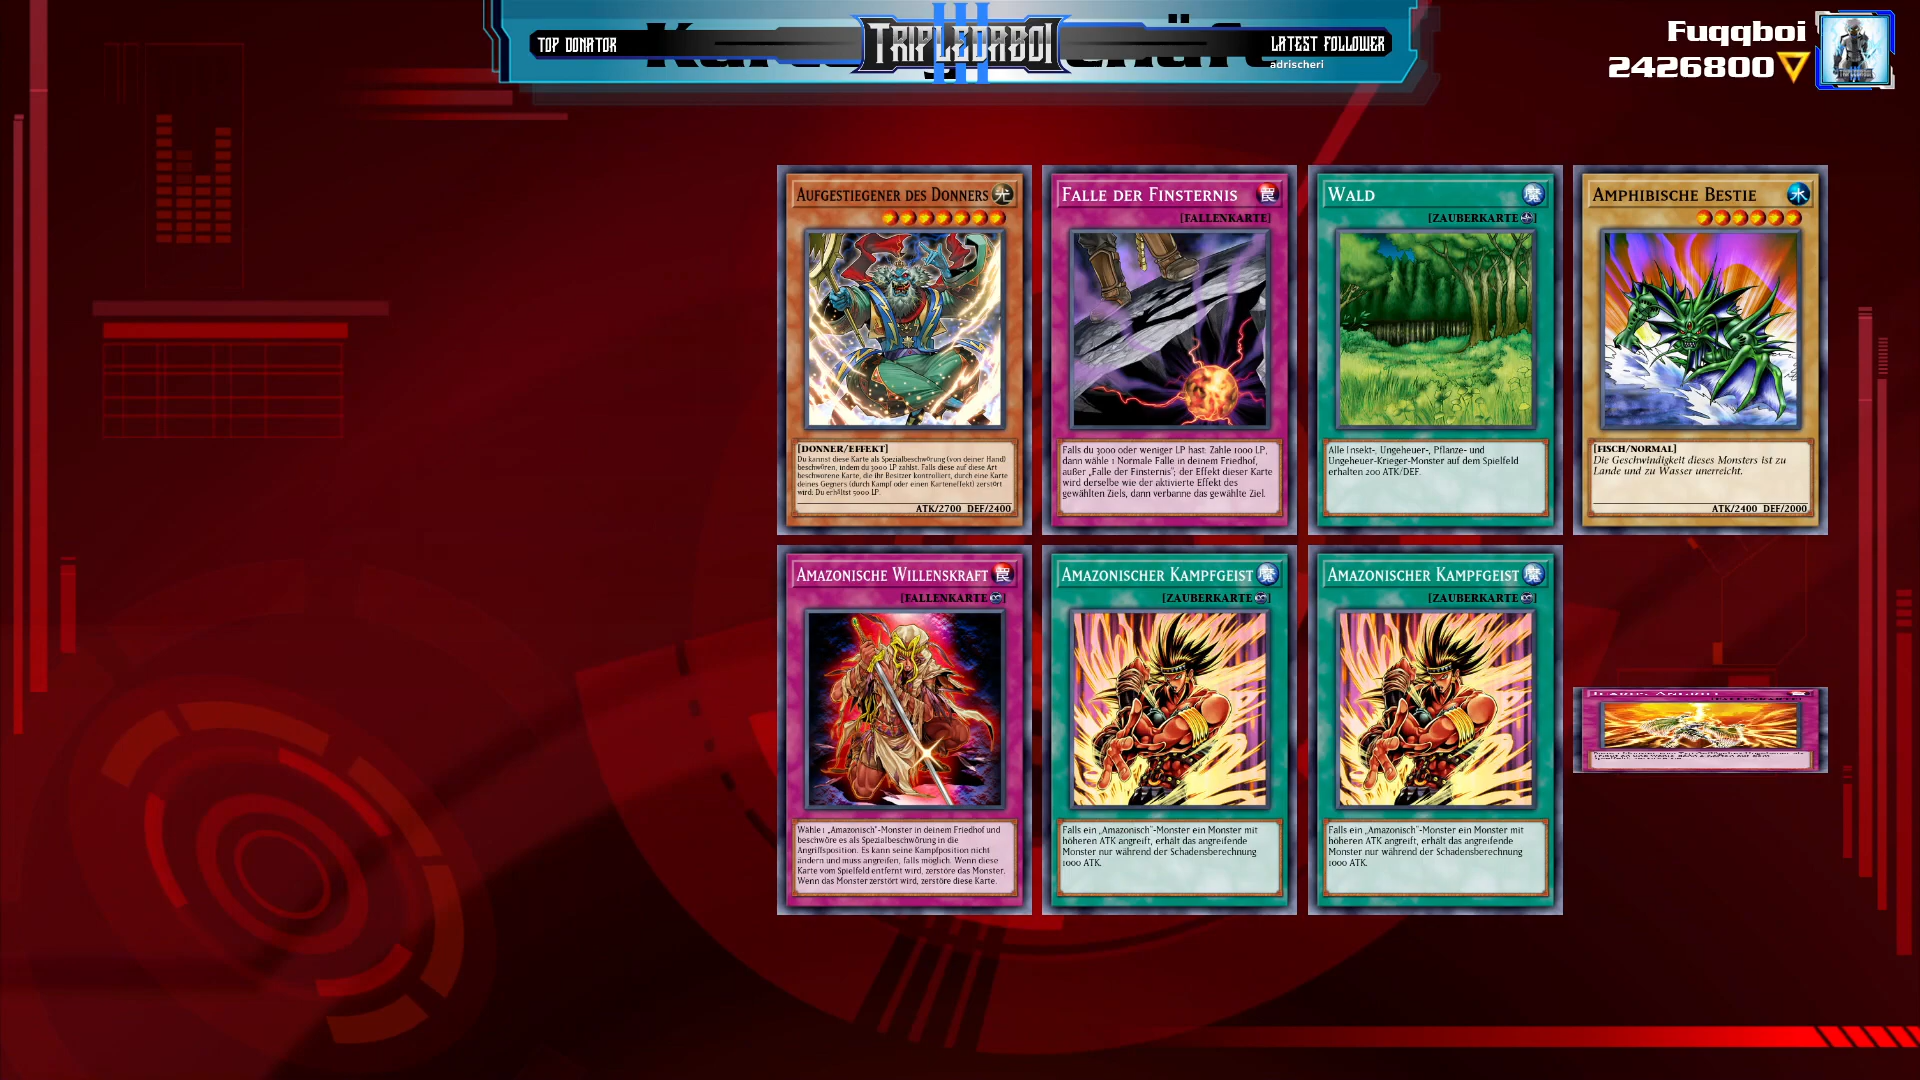 TOP DONATOR
TRIPLEDABOI
LATEST FOLLOWER
adrischeri
Fuqqboi
2426800
AUFGESTIEGENER DES DONNERS
光
[DONNER/EFFEKT]
Du kannst diese Karte als Spezialbeschwörung (von deiner Hand)
beschwören, indem du 3000 LP zahlst. Falls diese auf diese Art
beschworene Karte, die ihr Besitzer kontrolliert, durch eine Karte
deines Gegners (durch Kampf oder einen Karteneffekt) zerstört
wird: Du erhältst 5000 LP.
ATK/2700 DEF/2400
FALLE DER FINSTERNIS
罠
[FALLENKARTE]
Falls du 3000 oder weniger LP hast: Zahle 1000 LP,
dann wähle 1 Normale Falle in deinem Friedhof,
außer „Falle der Finsternis“; der Effekt dieser Karte
wird derselbe wie der aktivierte Effekt des
gewählten Ziels, dann verbanne das gewählte Ziel.
WALD
魔
[ZAUBERKARTE]
Alle Insekt-, Ungeheuer-, Pflanze- und
Ungeheuer-Krieger-Monster auf dem Spielfeld
erhalten 200 ATK/DEF.
AMPHIBISCHE BESTIE
水
[FISCH/NORMAL]
Die Geschwindigkeit dieses Monsters ist zu
Lande und zu Wasser unerreicht.
ATK/2400 DEF/2000
AMAZONISCHE WILLENSKRAFT
罠
[FALLENKARTE]
Wähle 1 „Amazonisch“-Monster in deinem Friedhof und
beschwöre es als Spezialbeschwörung in die
Angriffsposition. Es kann seine Kampfposition nicht
ändern und muss angreifen, falls möglich. Wenn diese
Karte vom Spielfeld entfernt wird, zerstöre das Monster.
Wenn das Monster zerstört wird, zerstöre diese Karte.
AMAZONISCHER KAMPFGEIST
魔
[ZAUBERKARTE]
Falls ein „Amazonisch“-Monster ein Monster mit
höheren ATK angreift, erhält das angreifende
Monster nur während der Schadensberechnung
1000 ATK.
AMAZONISCHER KAMPFGEIST
魔
[ZAUBERKARTE]
Falls ein „Amazonisch“-Monster ein Monster mit
höheren ATK angreift, erhält das angreifende
Monster nur während der Schadensberechnung
1000 ATK.